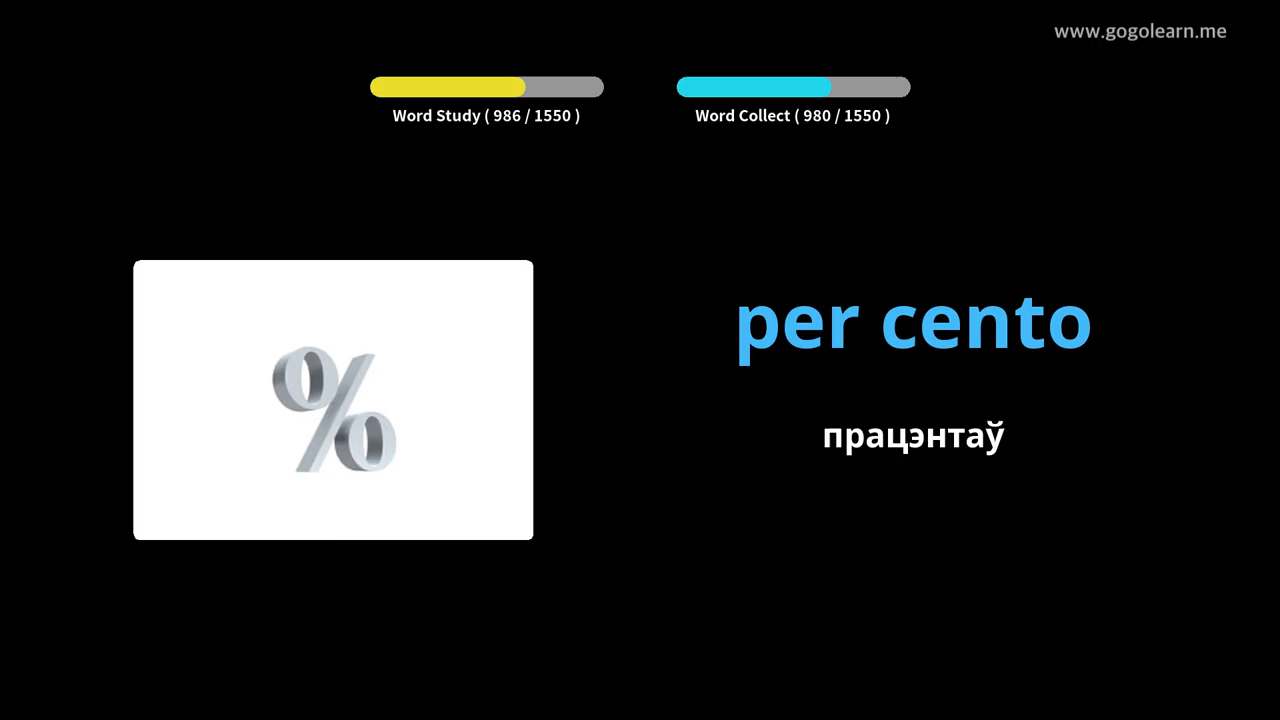 www.gogolearn.me
Word Study ( 986 / 1550 )
Word Collect ( 980 / 1550 )
%
per cento
працэнтаў